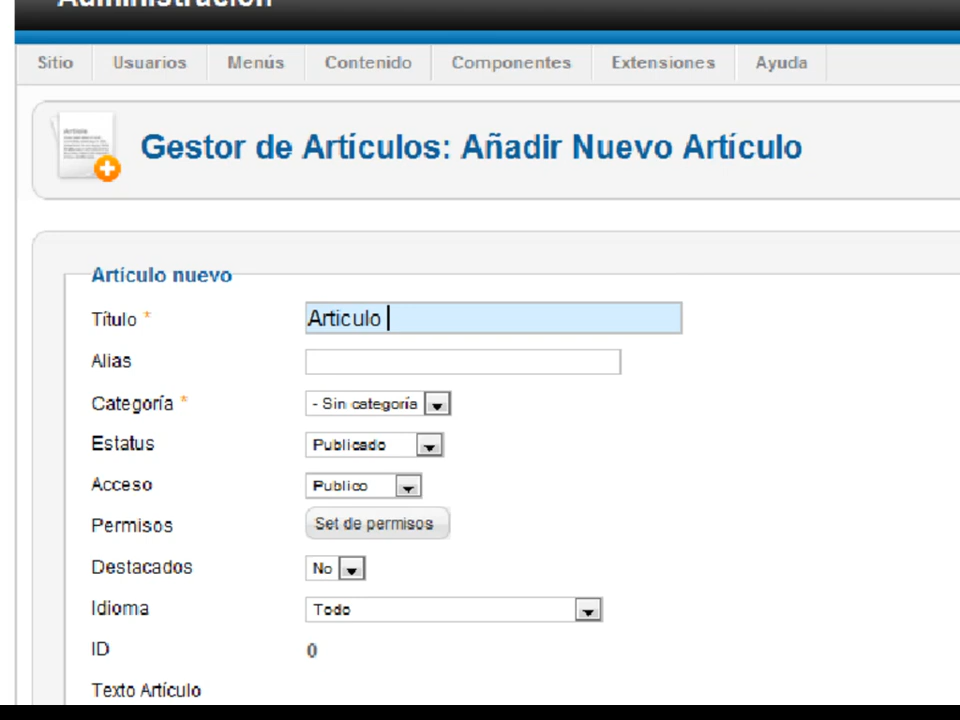 Administración
Sitio Usuarios Menús Contenido Componentes Extensiones Ayuda
Gestor de Artículos: Añadir Nuevo Artículo
Artículo nuevo
Título * Articulo
Alias
Categoría * - Sin categoría
Estatus Publicado
Acceso Publico
Permisos Set de permisos
Destacados No
Idioma Todo
ID 0
Texto Artículo